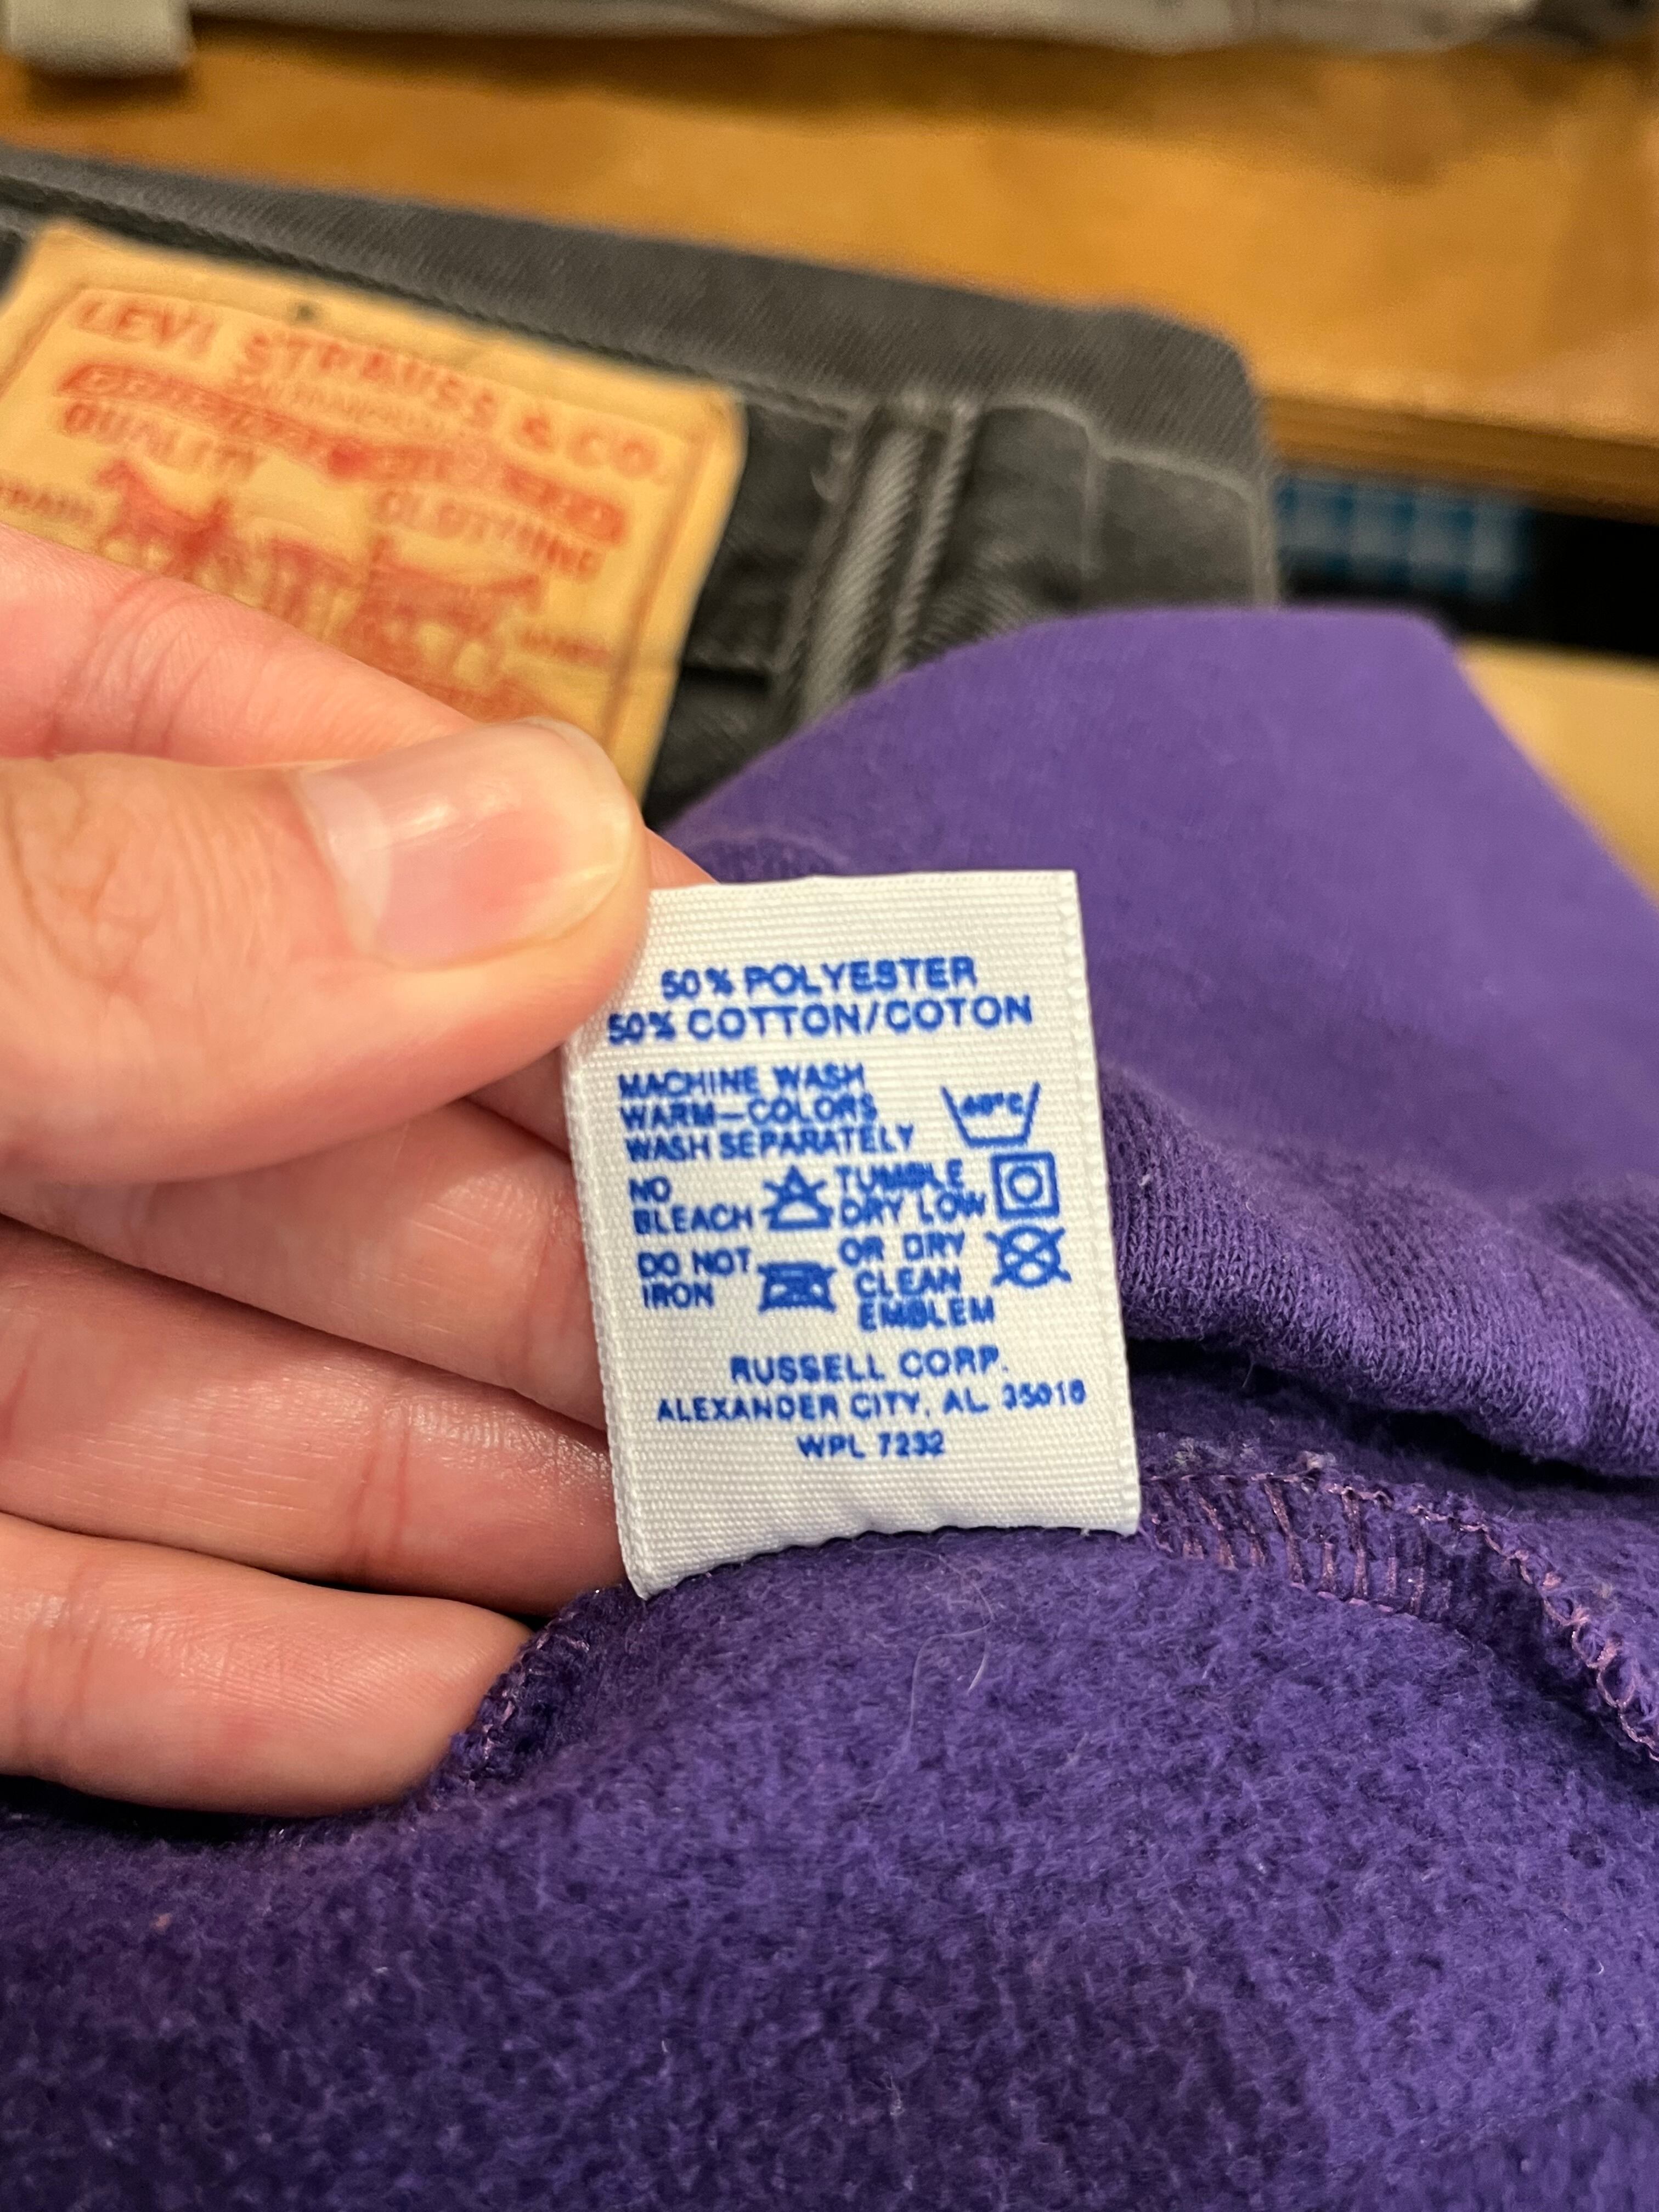 LEVI STRAUSS & CO.
QUALITY CLOTHING
50% POLYESTER
50% COTTON/COTON
MACHINE WASH
WARM—COLORS
WASH SEPARATELY
40°C
NO
BLEACH
TUMBLE
DRY LOW
DO NOT
IRON
OR DRY
CLEAN
EMBLEM
RUSSELL CORP.
ALEXANDER CITY, AL 35010
WPL 7232